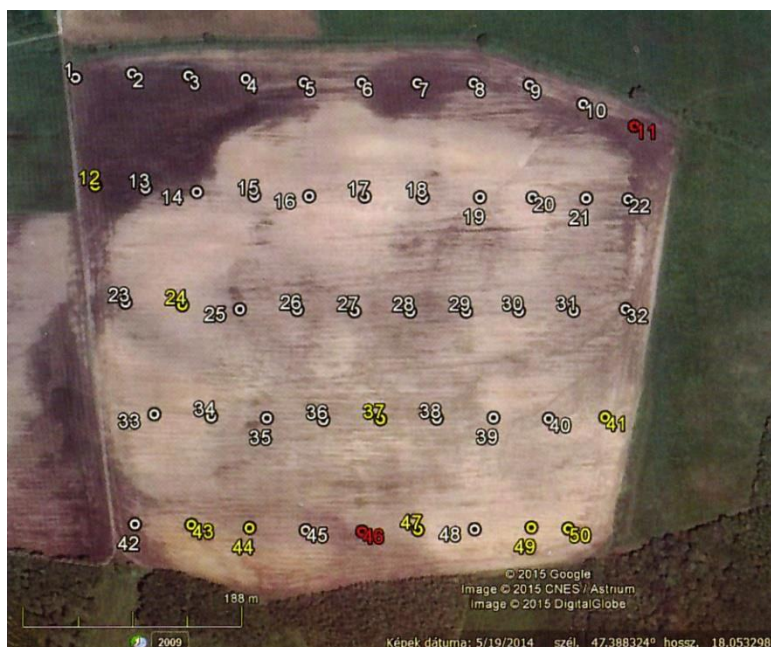 1 2 3 4 5 6 7 8 9 10 11
12 13 14 15 16 17 18 19 20 21 22
23 24 25 26 27 28 29 30 31 32
33 34 35 36 37 38 39 40 41
42 43 44 45 46 47 48 49 50
© 2015 Google
Image © 2015 CNES / Astrium
Image © 2015 DigitalGlobe
188 m
2009
Képek dátuma: 5/19/2014 szél. 47.388324° hossz. 18.053298